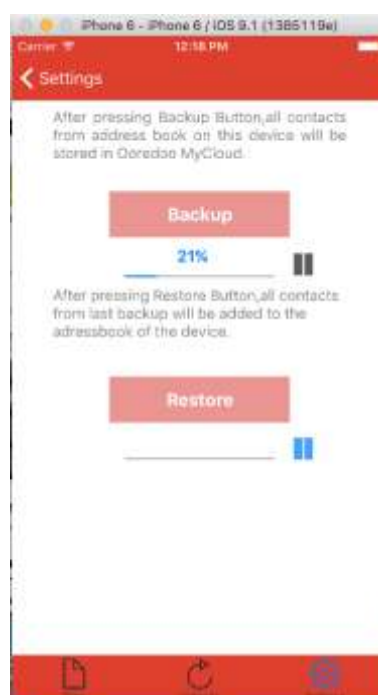 iPhone 6 - iPhone 6 / iOS 9.1 (13B5119e)
Carrier 12:18 PM
Settings
After pressing Backup Button,all contacts
from address book on this device will be
stored in Ooredoo MyCloud.
Backup
21%
After pressing Restore Button,all contacts
from last backup will be added to the
adressbook of the device.
Restore